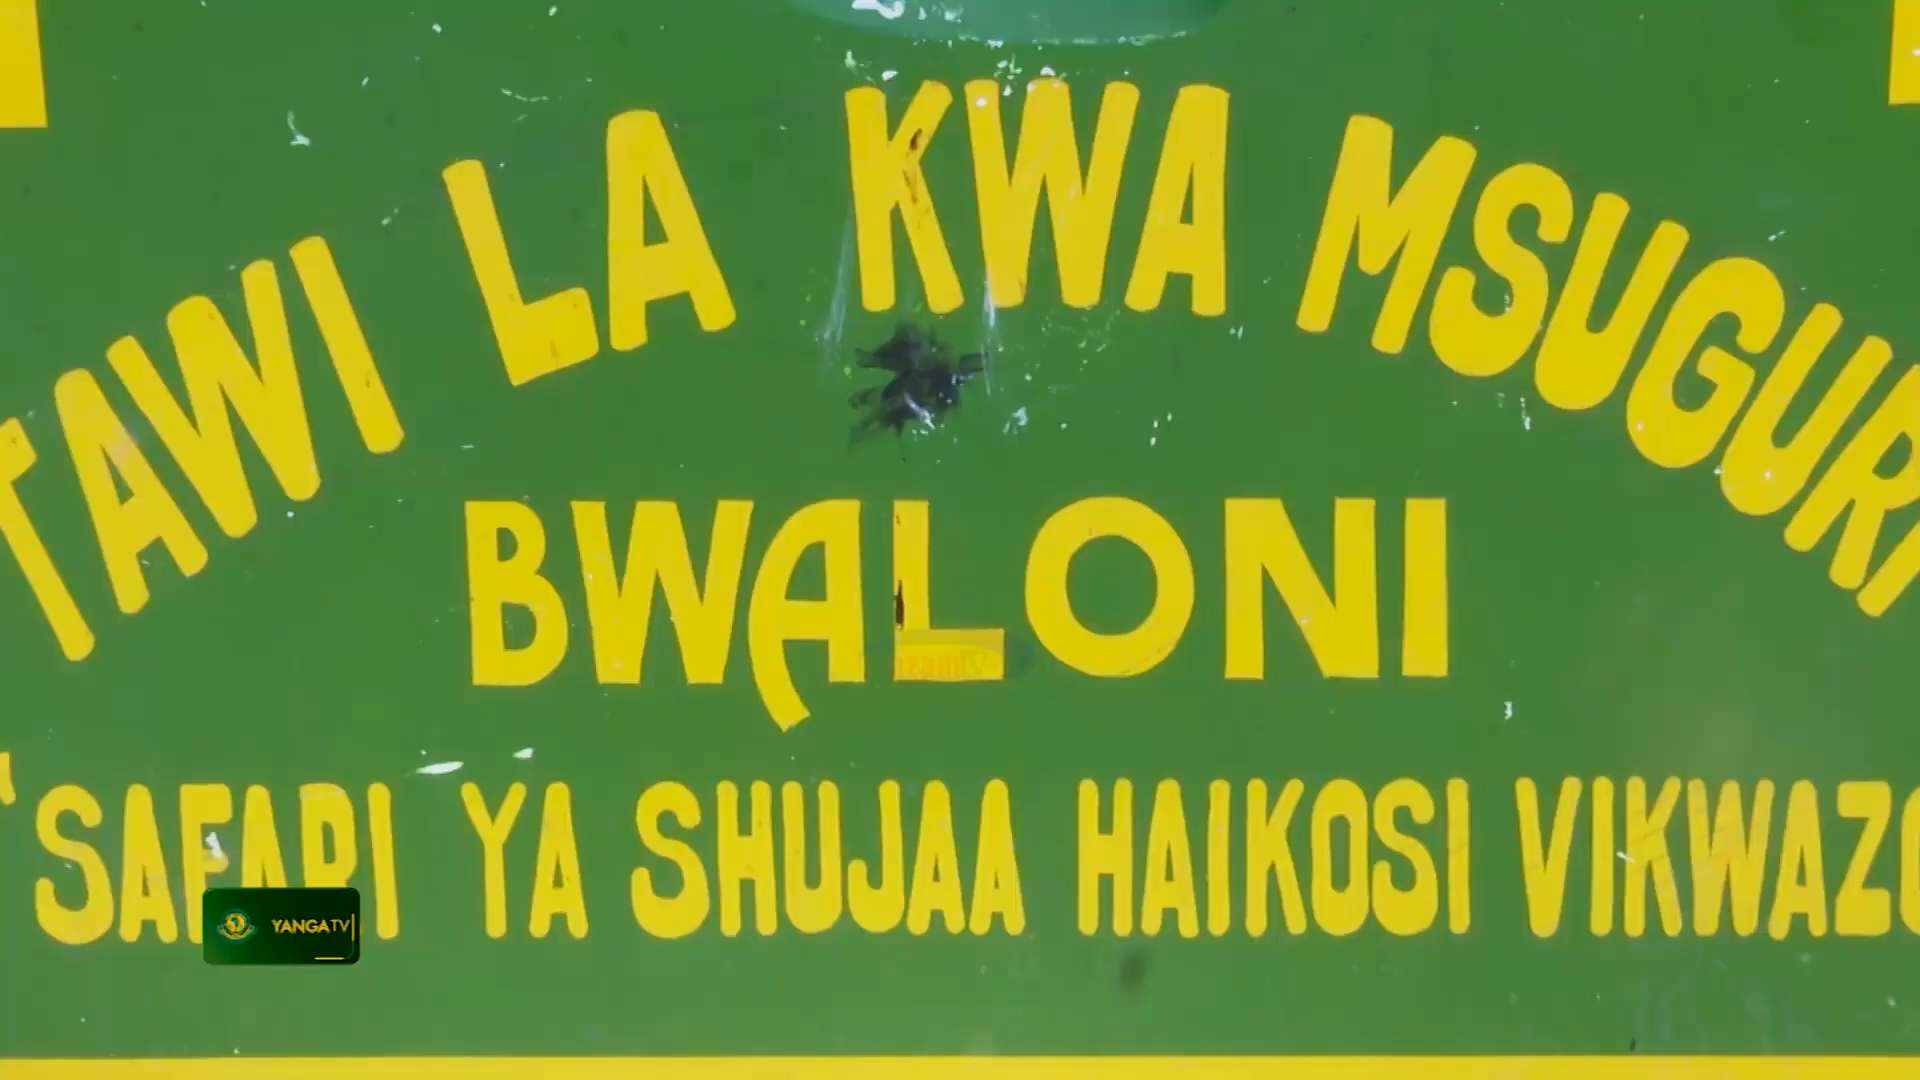 TAWI LA KWA MSUGURI
BWALONI
"SAFARI YA SHUJAA HAIKOSI VIKWAZO
YANGATV